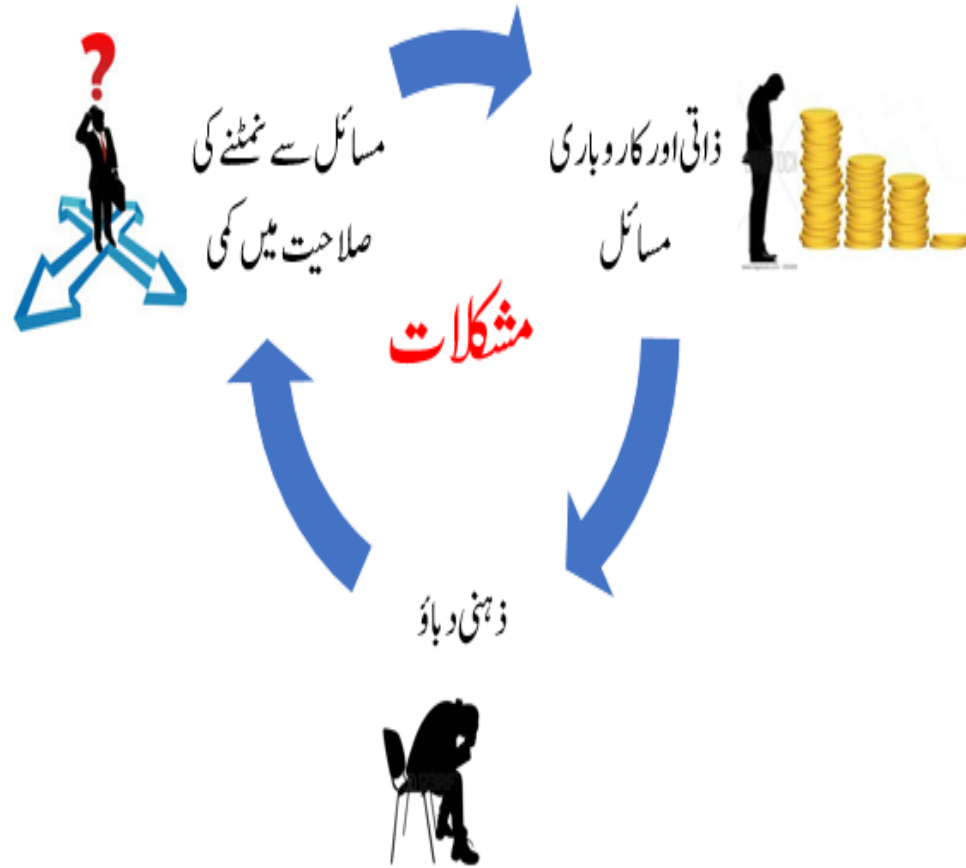 ذاتی اور کاروباری
مسائل
مسائل سے نمٹنے کی
صلاحیت میں کمی
مشکلات
ذہنی دباؤ
?